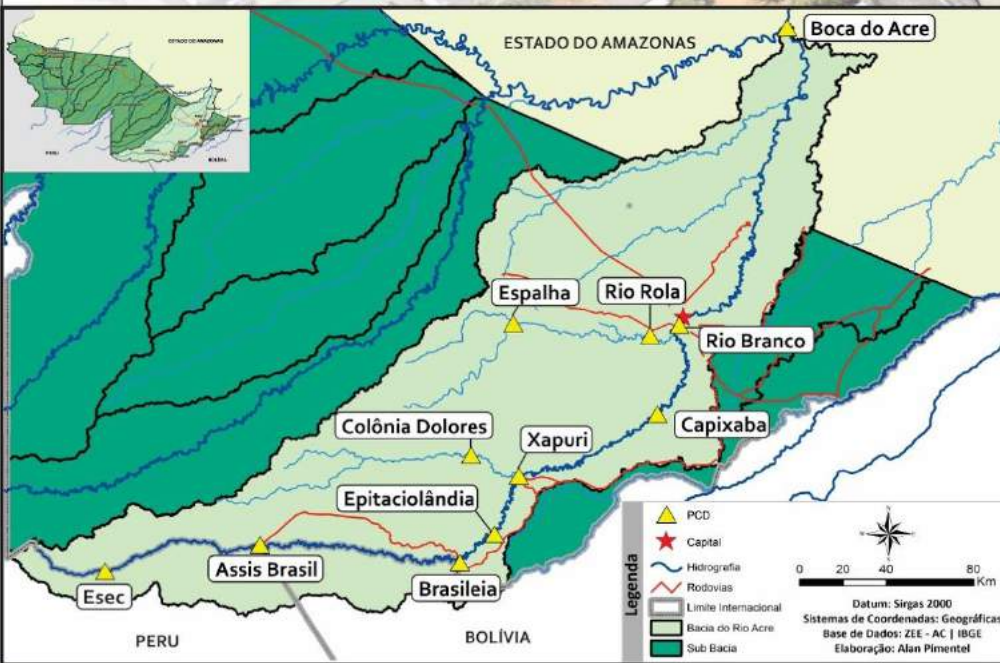 ESTADO DO AMAZONAS
PERU
BOLÍVIA
ESTADO DO AMAZONAS
Boca do Acre
Espalha
Rio Rola
Rio Branco
Colônia Dolores
Xapuri
Capixaba
Epitaciolândia
Assis Brasil
Brasileia
Esec
PERU
BOLÍVIA
Legenda
PCD
Capital
Hidrografia
Rodovias
Limite Internacional
Bacia do Rio Acre
Sub Bacia
0 20 40 80
Km
Datum: Sirgas 2000
Sistemas de Coordenadas: Geográficas
Base de Dados: ZEE - AC | IBGE
Elaboração: Alan Pimentel